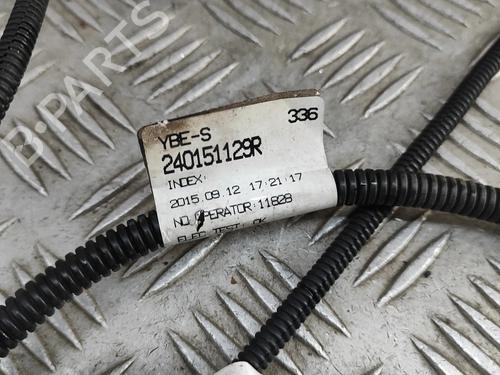 B-PARTS
YBE-S 336
240151129R
INDEX:
2015.09.12 17:21:17
NO OPERATOR:11828
ELEC TEST: OK